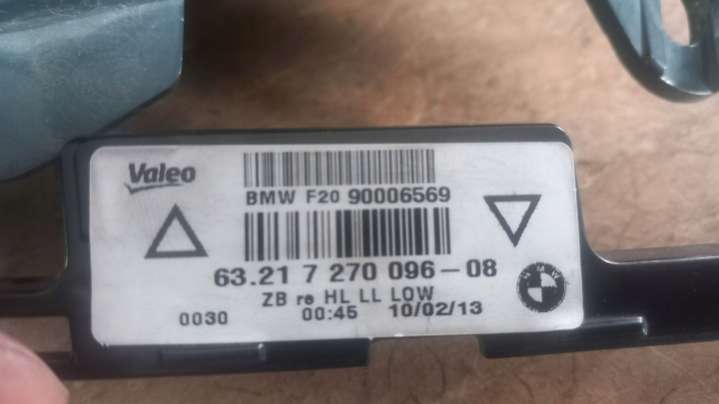 Valeo
BMW F20 90006569
63.21 7 270 096-08
ZB re HL LL LOW
0030 00:45 10/02/13
BMW